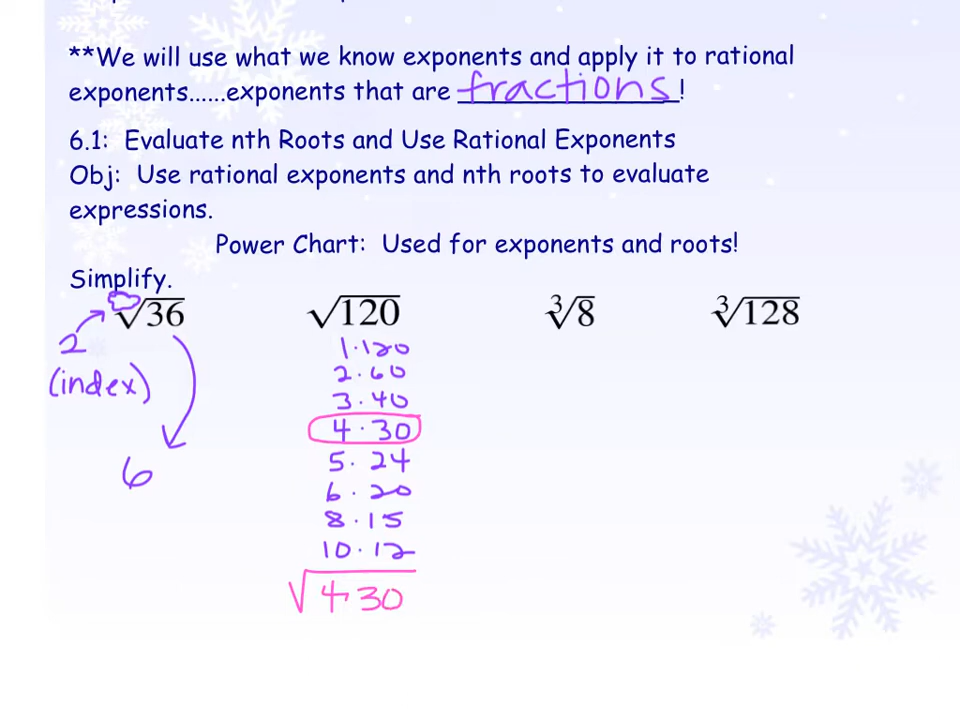 **We will use what we know exponents and apply it to rational
exponents......exponents that are fractions!
6.1: Evaluate nth Roots and Use Rational Exponents
Obj: Use rational exponents and nth roots to evaluate
expressions.
Power Chart: Used for exponents and roots!
Simplify.
√36 √120 ∛8 ∛128
2
(index)
6
1·120
2·60
3·40
4·30
5·24
6·20
8·15
10·12
√4·30